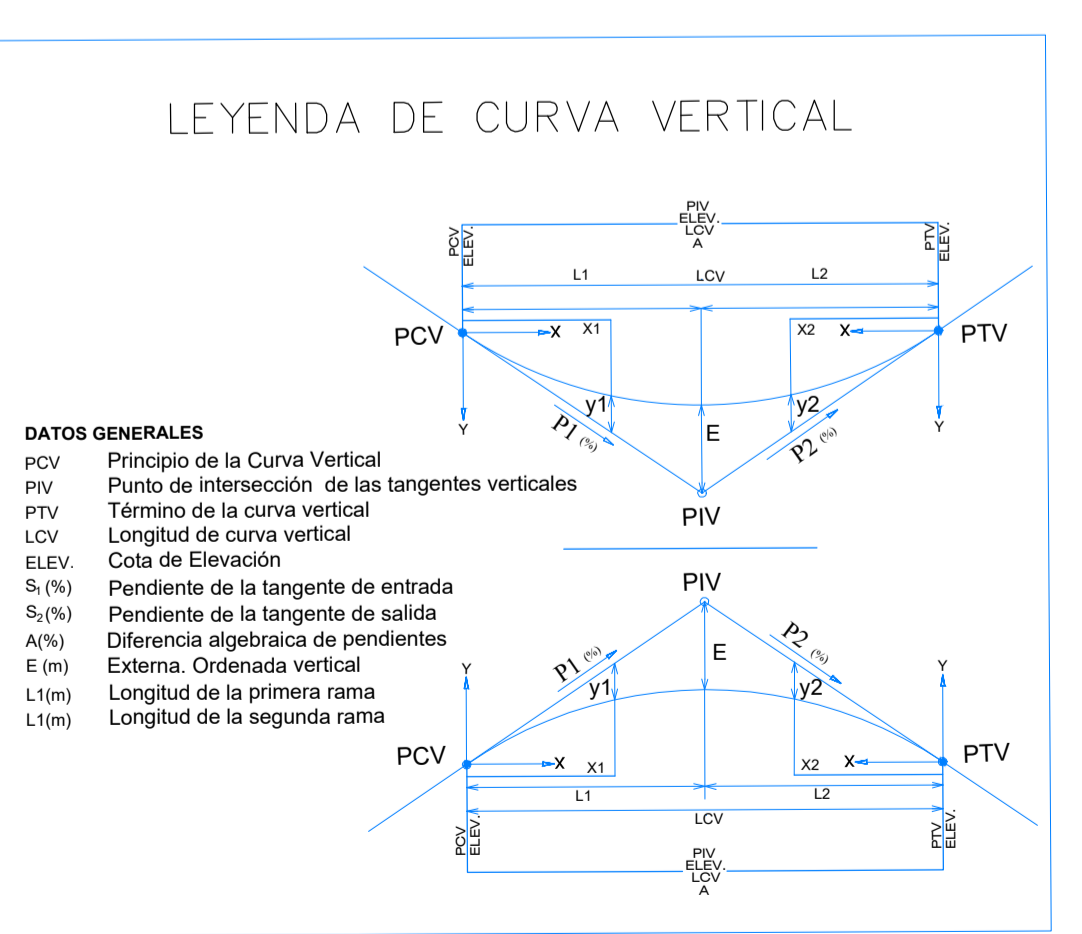 LEYENDA DE CURVA VERTICAL
PIV
ELEV.
LCV
A
PCV
ELEV.
PTV
ELEV.
L1
LCV
L2
PCV
X
X1
X2
X
PTV
y1
y2
Y
Y
P1 (%)
E
P2 (%)
PIV
DATOS GENERALES
PCV Principio de la Curva Vertical
PIV Punto de intersección de las tangentes verticales
PTV Término de la curva vertical
LCV Longitud de curva vertical
ELEV. Cota de Elevación
S1 (%) Pendiente de la tangente de entrada
S2(%) Pendiente de la tangente de salida
A(%) Diferencia algebraica de pendientes
E (m) Externa. Ordenada vertical
L1(m) Longitud de la primera rama
L1(m) Longitud de la segunda rama
PIV
P1 (%)
E
P2 (%)
Y
y1
y2
Y
PCV
X
X1
X2
X
PTV
L1
L2
LCV
PCV
ELEV.
PTV
ELEV.
PIV
ELEV.
LCV
A